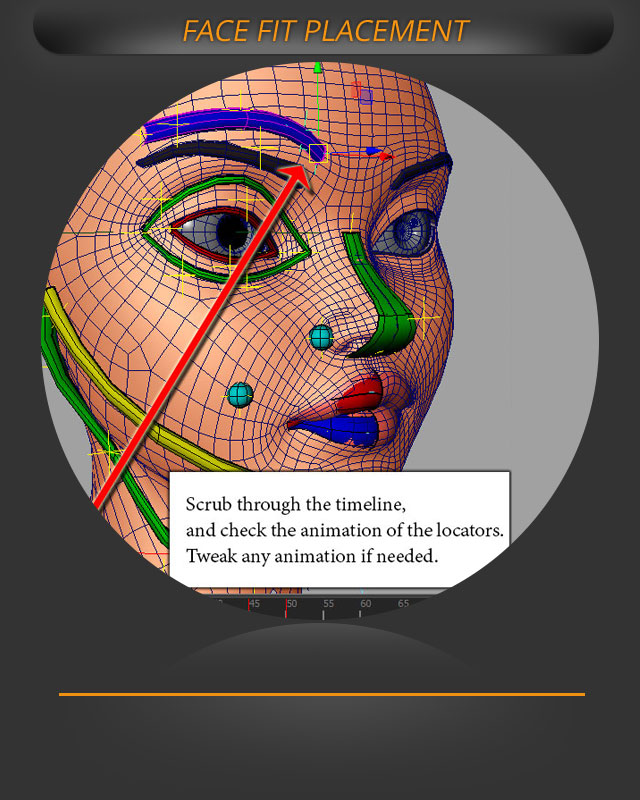 FACE FIT PLACEMENT
Scrub through the timeline,
and check the animation of the locators.
Tweak any animation if needed.
45 50 55 60 65